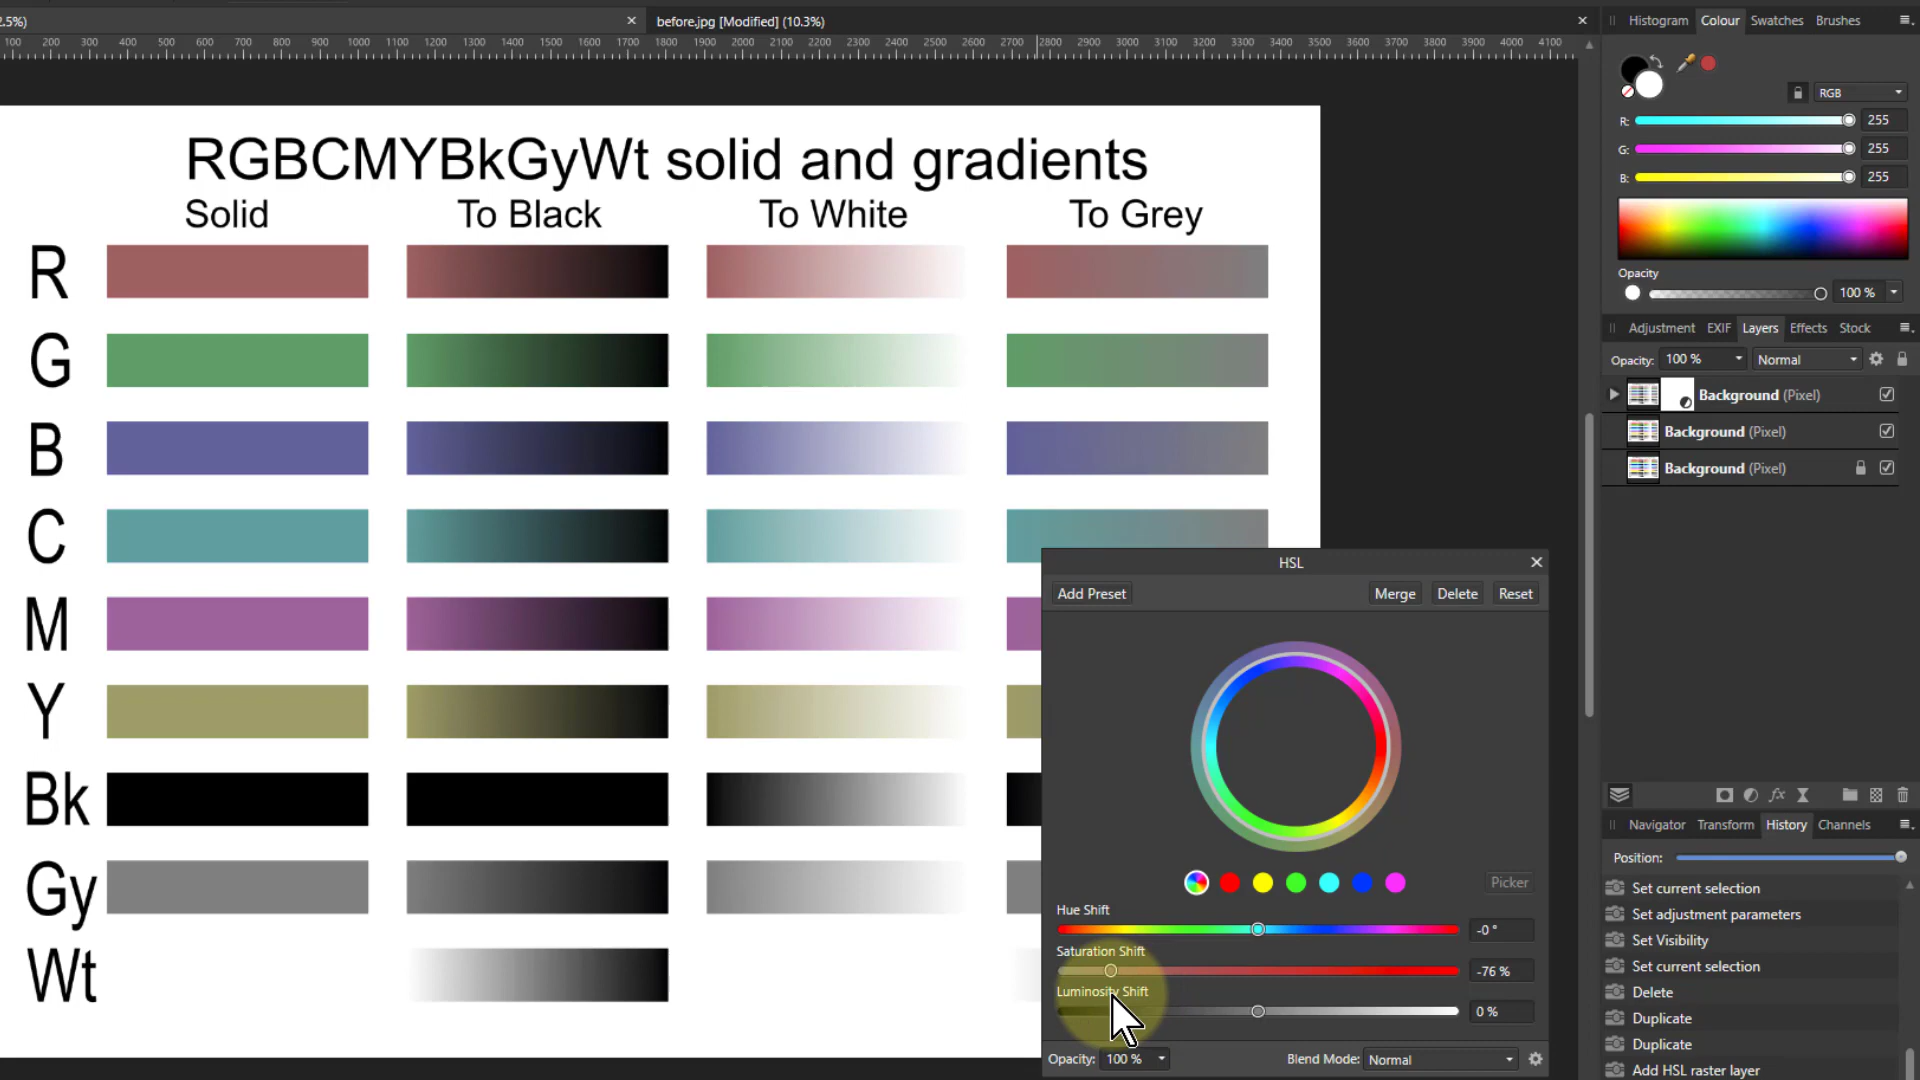 2.5%)
before.jpg [Modified] (10.3%)
Histogram Colour Swatches Brushes
100 200 300 400 500 600 700 800 900 1000 1100 1200 1300 1400 1500 1600 1700 1800 1900 2000 2100 2200 2300 2400 2500 2600 2700 2800 2900 3000 3100 3200 3300 3400 3500 3600 3700 3800 3900 4000 4100
RGB
R: 255
G: 255
B: 255
Opacity
100 %
Adjustment EXIF Layers Effects Stock
Opacity: 100 % Normal
Background (Pixel)
Background (Pixel)
Background (Pixel)
RGBCMYBkGyWt solid and gradients
Solid To Black To White To Grey
R
G
B
C
M
Y
Bk
Gy
Wt
HSL
Add Preset Merge Delete Reset
Picker
Hue Shift
-0 °
Saturation Shift
-76 %
Luminosity Shift
0 %
Opacity: 100 % Blend Mode: Normal
Navigator Transform History Channels
Position:
Set current selection
Set adjustment parameters
Set Visibility
Set current selection
Delete
Duplicate
Duplicate
Add HSL raster layer